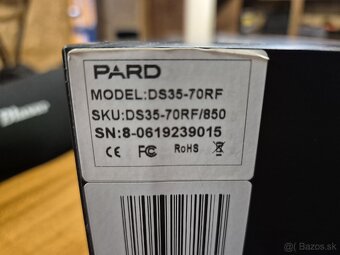 PARD
MODEL:DS35-70RF
SKU:DS35-70RF/850
SN:8-0619239015
CE FC RoHS
Bazos.sk